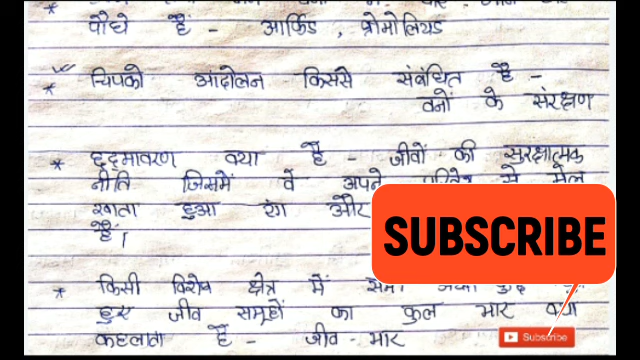 पौधे हैं - आर्किड, ब्रोमोलियड
* चिपको आंदोलन किससे संबंधित है -
वनों के संरक्षण
* छद्मावरण क्या है - जीवों की सुरक्षात्मक
नीति जिसमें वे अपने परिवेश से मेल
खाता हुआ रंग और
हैं।
SUBSCRIBE
* किसी विशेष क्षेत्र में
हुए जीव समूहों का कुल भार क्या
कहलाता है - जीव-भार
Subscribe